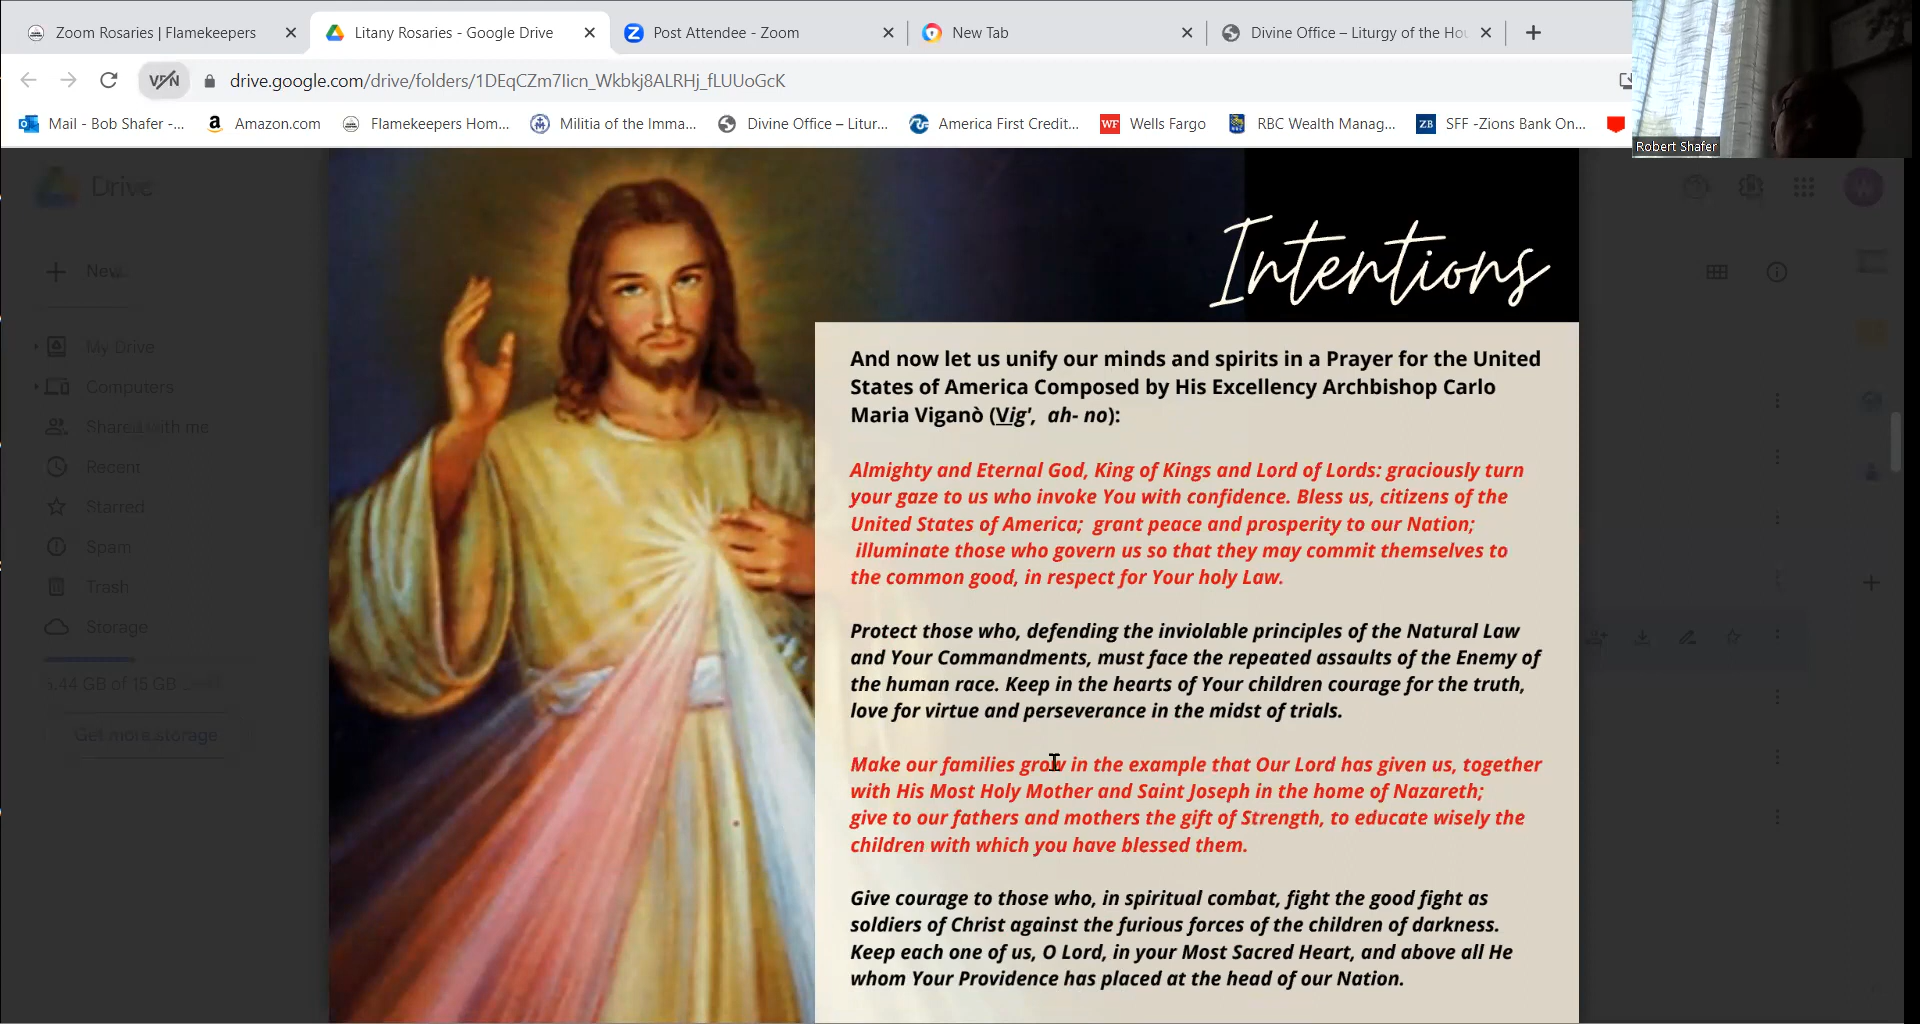 Zoom Rosaries | Flamekeepers
Litany Rosaries - Google Drive
Post Attendee - Zoom
New Tab
Divine Office – Liturgy of the Hou
VPN
drive.google.com/drive/folders/1DEqCZm7Iicn_Wkbkj8ALRHj_fLUUoGcK
Mail - Bob Shafer -...
Amazon.com
Flamekeepers Hom...
Militia of the Imma...
Divine Office – Litur...
America First Credit...
WF Wells Fargo
RBC Wealth Manag...
ZB SFF -Zions Bank On...
Robert Shafer
Drive
New
My Drive
Computers
Shared with me
Recent
Starred
Spam
Trash
Storage
.44 GB of 15 GB
Get more storage
W
Intentions
And now let us unify our minds and spirits in a Prayer for the United
States of America Composed by His Excellency Archbishop Carlo
Maria Viganò (Vig', ah- no):
Almighty and Eternal God, King of Kings and Lord of Lords: graciously turn
your gaze to us who invoke You with confidence. Bless us, citizens of the
United States of America; grant peace and prosperity to our Nation;
illuminate those who govern us so that they may commit themselves to
the common good, in respect for Your holy Law.
Protect those who, defending the inviolable principles of the Natural Law
and Your Commandments, must face the repeated assaults of the Enemy of
the human race. Keep in the hearts of Your children courage for the truth,
love for virtue and perseverance in the midst of trials.
Make our families grow in the example that Our Lord has given us, together
with His Most Holy Mother and Saint Joseph in the home of Nazareth;
give to our fathers and mothers the gift of Strength, to educate wisely the
children with which you have blessed them.
Give courage to those who, in spiritual combat, fight the good fight as
soldiers of Christ against the furious forces of the children of darkness.
Keep each one of us, O Lord, in your Most Sacred Heart, and above all He
whom Your Providence has placed at the head of our Nation.